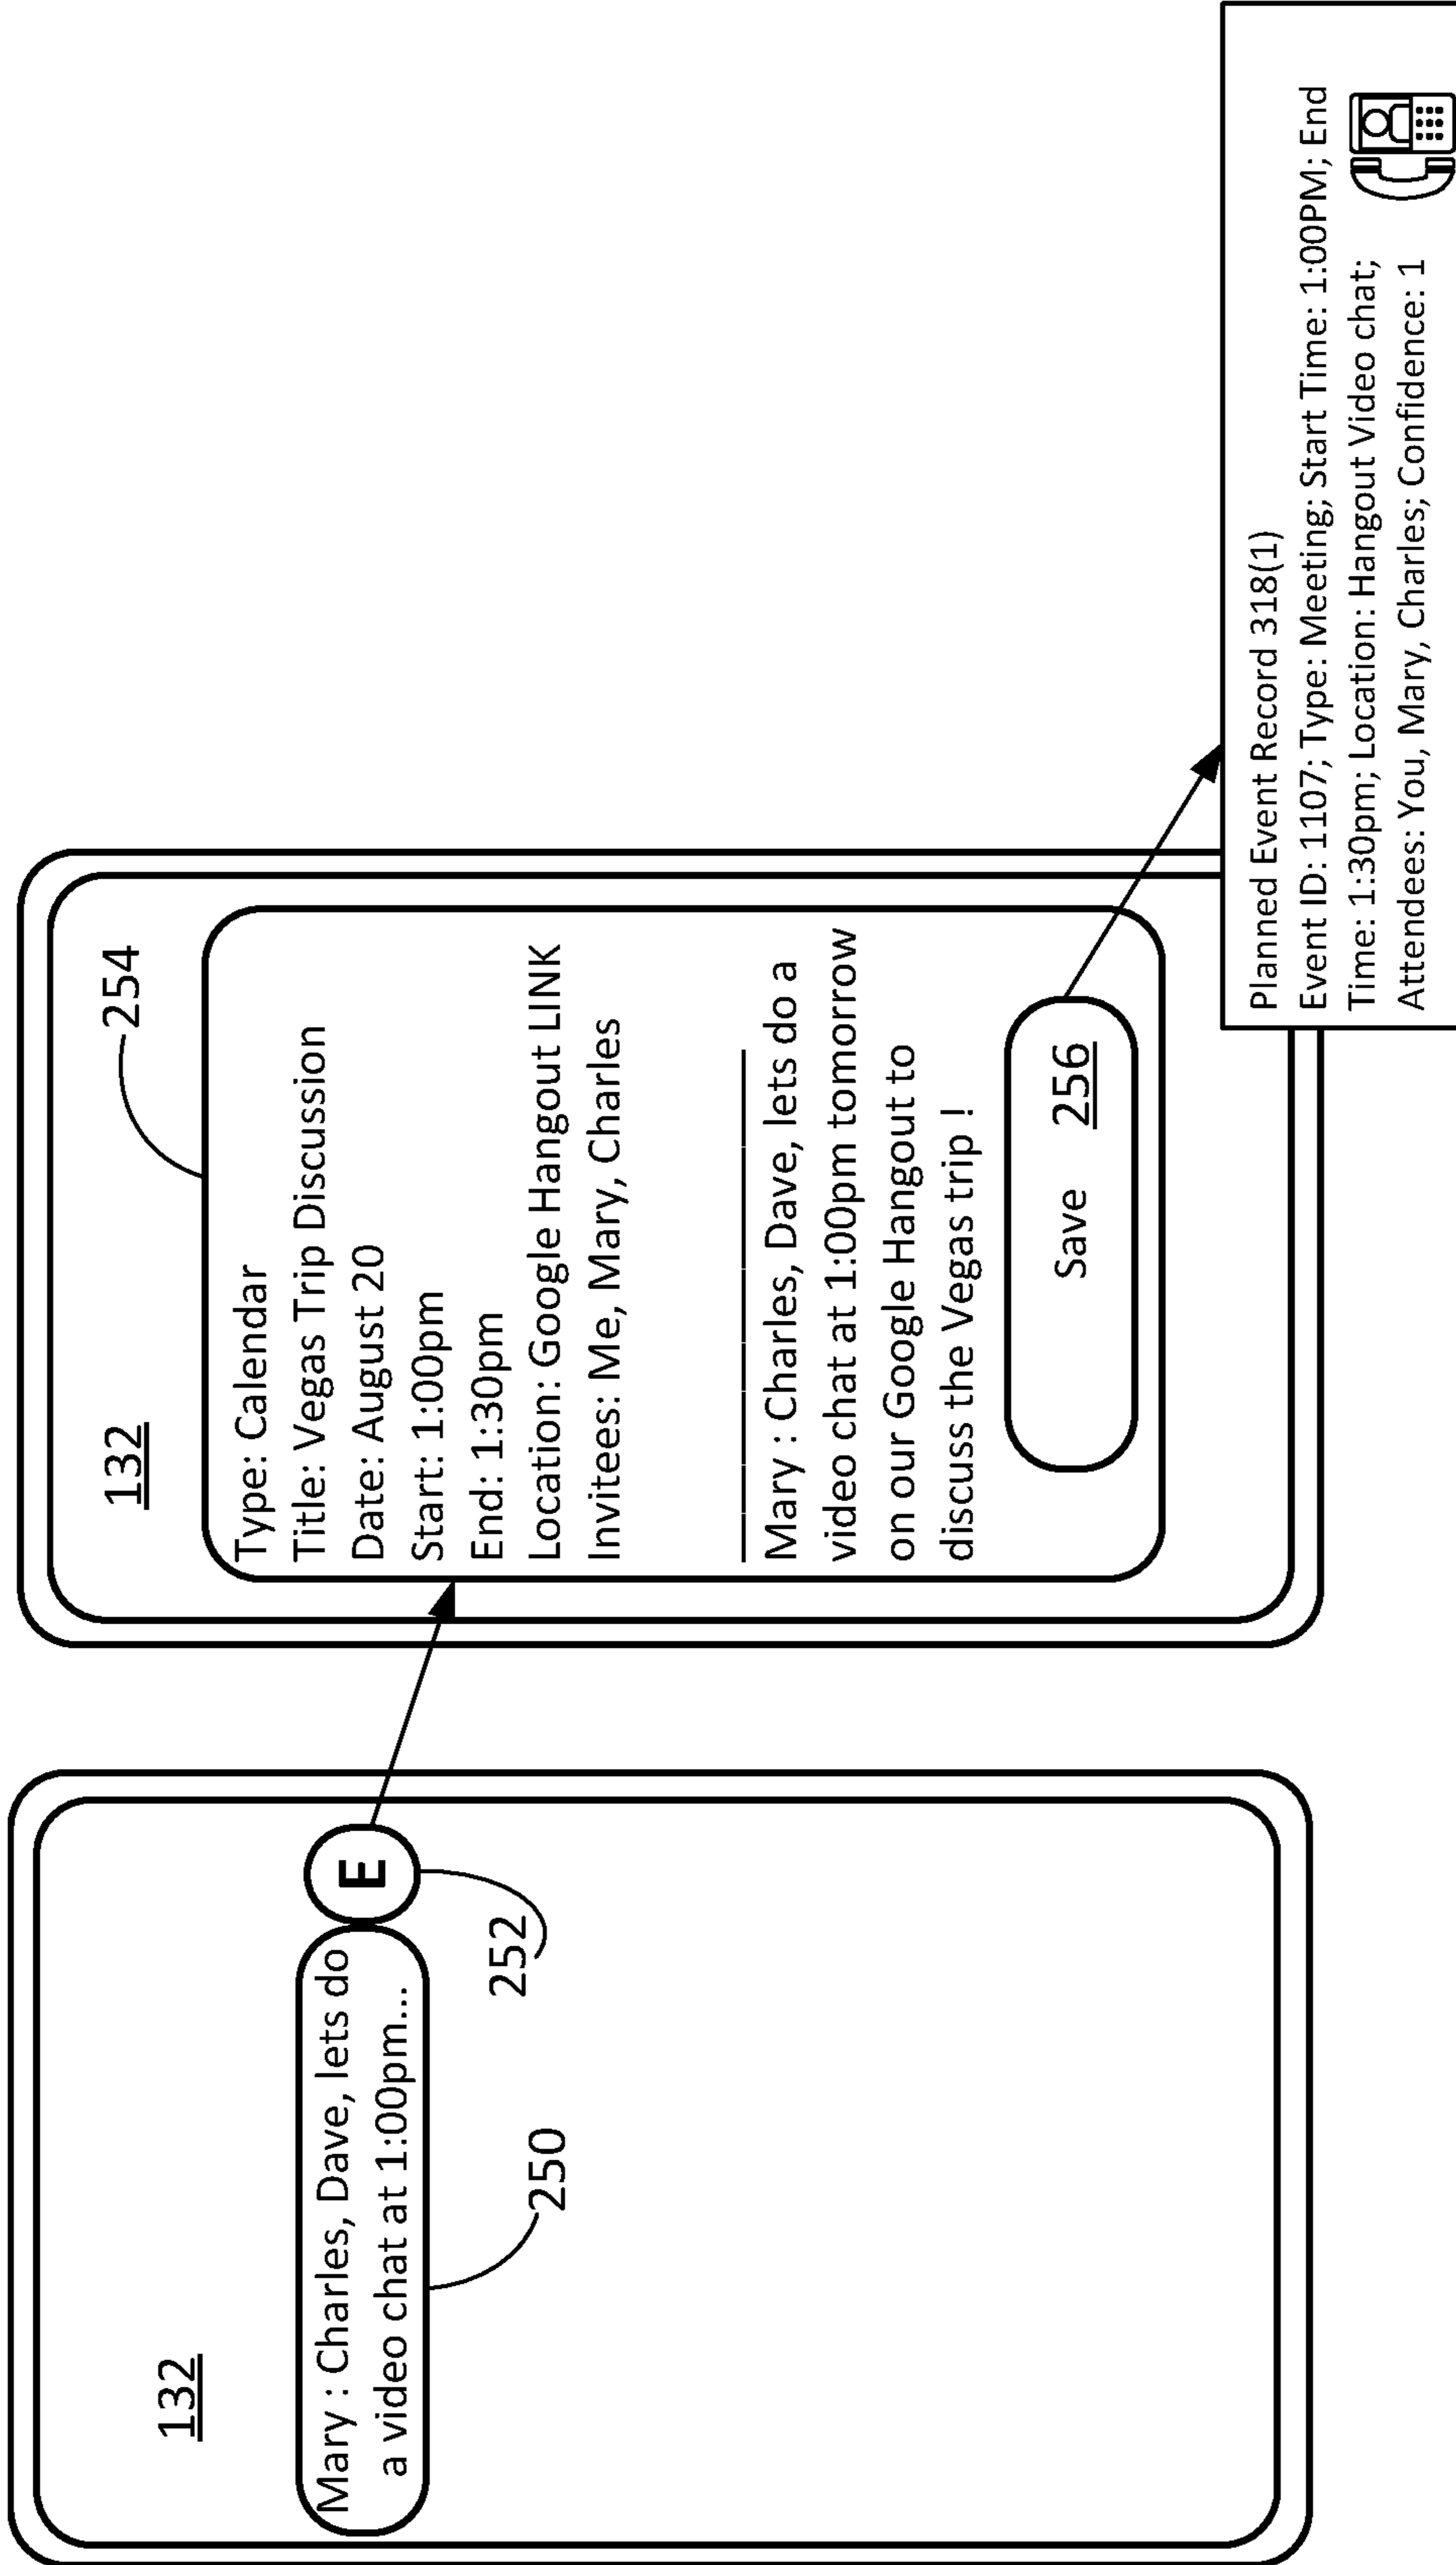 132
Mary : Charles, Dave, lets do
a video chat at 1:00pm...
E
252
250
132
254
Type: Calendar
Title: Vegas Trip Discussion
Date: August 20
Start: 1:00pm
End: 1:30pm
Location: Google Hangout LINK
Invitees: Me, Mary, Charles
Mary : Charles, Dave, lets do a
video chat at 1:00pm tomorrow
on our Google Hangout to
discuss the Vegas trip !
Save 256
Planned Event Record 318(1)
Event ID: 1107; Type: Meeting; Start Time: 1:00PM; End
Time: 1:30pm; Location: Hangout Video chat;
Attendees: You, Mary, Charles; Confidence: 1